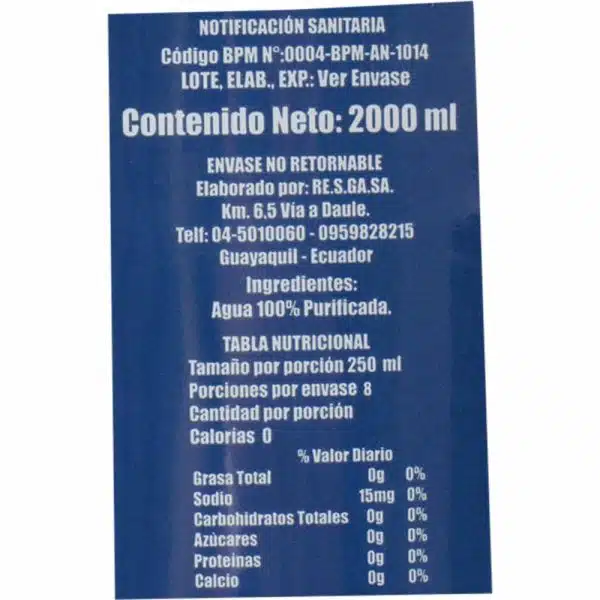 NOTIFICACIÓN SANITARIA
Código BPM N°:0004-BPM-AN-1014
LOTE, ELAB., EXP.: Ver Envase
Contenido Neto: 2000 ml
ENVASE NO RETORNABLE
Elaborado por: RE.S.GA.SA.
Km. 6.5 Vía a Daule.
Telf: 04-5010060 - 0959828215
Guayaquil - Ecuador
Ingredientes:
Agua 100% Purificada.
TABLA NUTRICIONAL
Tamaño por porción 250 ml
Porciones por envase 8
Cantidad por porción
Calorías 0
% Valor Diario
Grasa Total 0g 0%
Sodio 15mg 0%
Carbohidratos Totales 0g 0%
Azúcares 0g 0%
Proteinas 0g 0%
Calcio 0g 0%